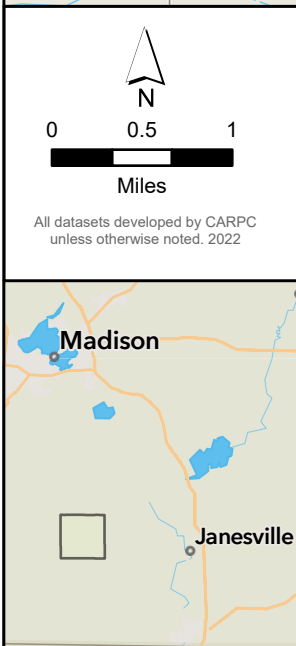 N
0 0.5 1
Miles
All datasets developed by CARPC
unless otherwise noted. 2022
Madison
Janesville